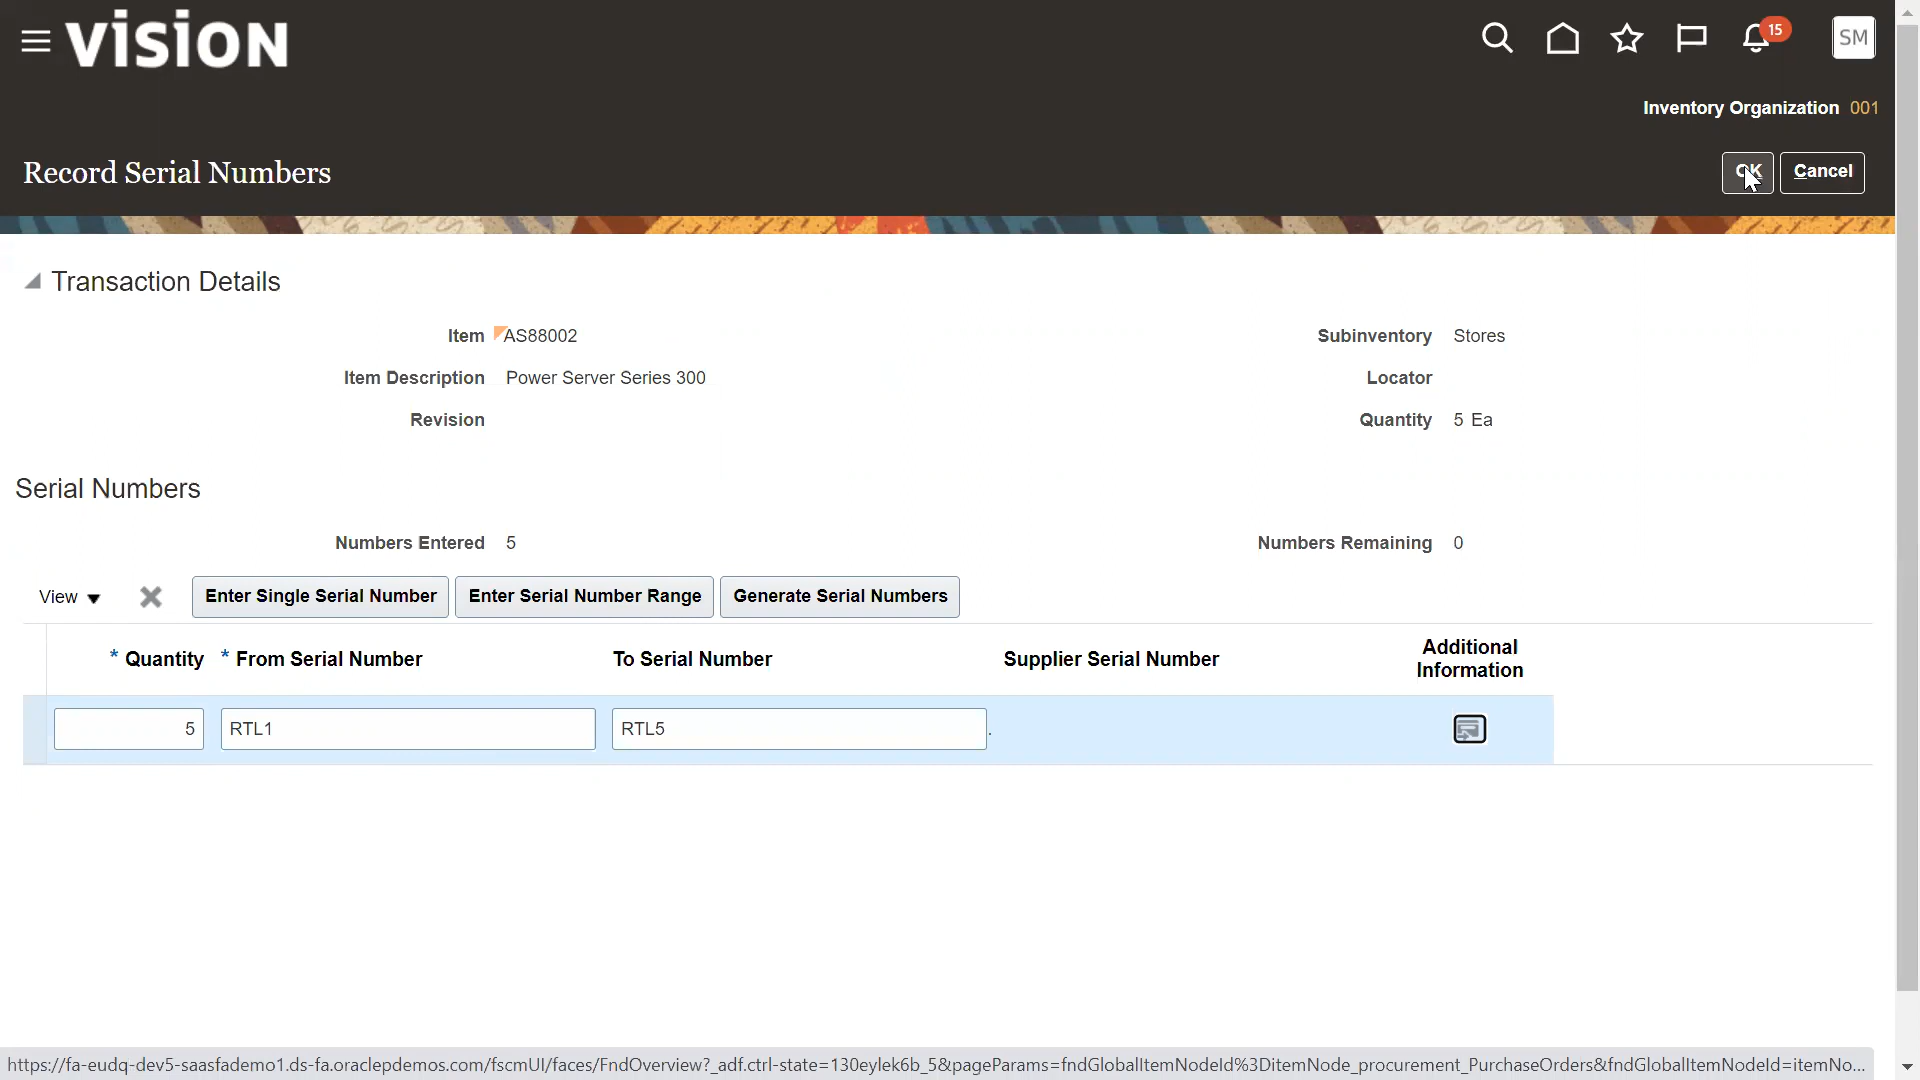 vision
15
SM
Inventory Organization 001
Record Serial Numbers
OK Cancel
Transaction Details
Item AS88002
Subinventory Stores
Item Description Power Server Series 300
Locator
Revision
Quantity 5 Ea
Serial Numbers
Numbers Entered 5
Numbers Remaining 0
View Enter Single Serial Number Enter Serial Number Range Generate Serial Numbers
* Quantity * From Serial Number To Serial Number Supplier Serial Number Additional Information
5 RTL1 RTL5 .
https://fa-eudq-dev5-saasfademo1.ds-fa.oraclepdemos.com/fscmUI/faces/FndOverview?_adf.ctrl-state=130eylek6b_5&pageParams=fndGlobalItemNodeId%3DitemNode_procurement_PurchaseOrders&fndGlobalItemNodeId=itemNo...